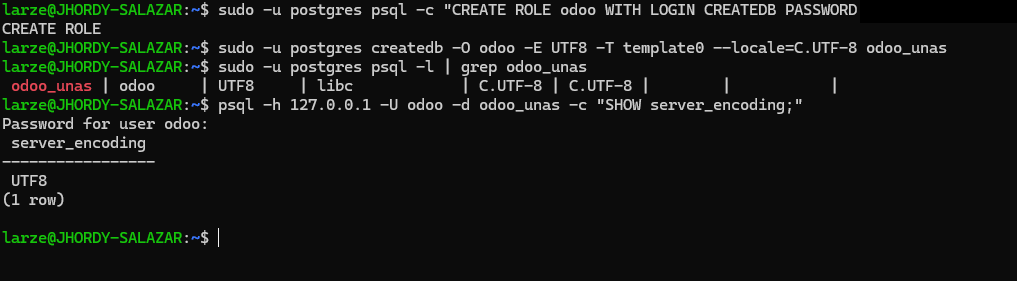 larze@JHORDY-SALAZAR:~$ sudo -u postgres psql -c "CREATE ROLE odoo WITH LOGIN CREATEDB PASSWORD
CREATE ROLE
larze@JHORDY-SALAZAR:~$ sudo -u postgres createdb -O odoo -E UTF8 -T template0 --locale=C.UTF-8 odoo_unas
larze@JHORDY-SALAZAR:~$ sudo -u postgres psql -l | grep odoo_unas
 odoo_unas | odoo     | UTF8     | libc            | C.UTF-8 | C.UTF-8 |        |           |
larze@JHORDY-SALAZAR:~$ psql -h 127.0.0.1 -U odoo -d odoo_unas -c "SHOW server_encoding;"
Password for user odoo:
 server_encoding
-----------------
 UTF8
(1 row)

larze@JHORDY-SALAZAR:~$